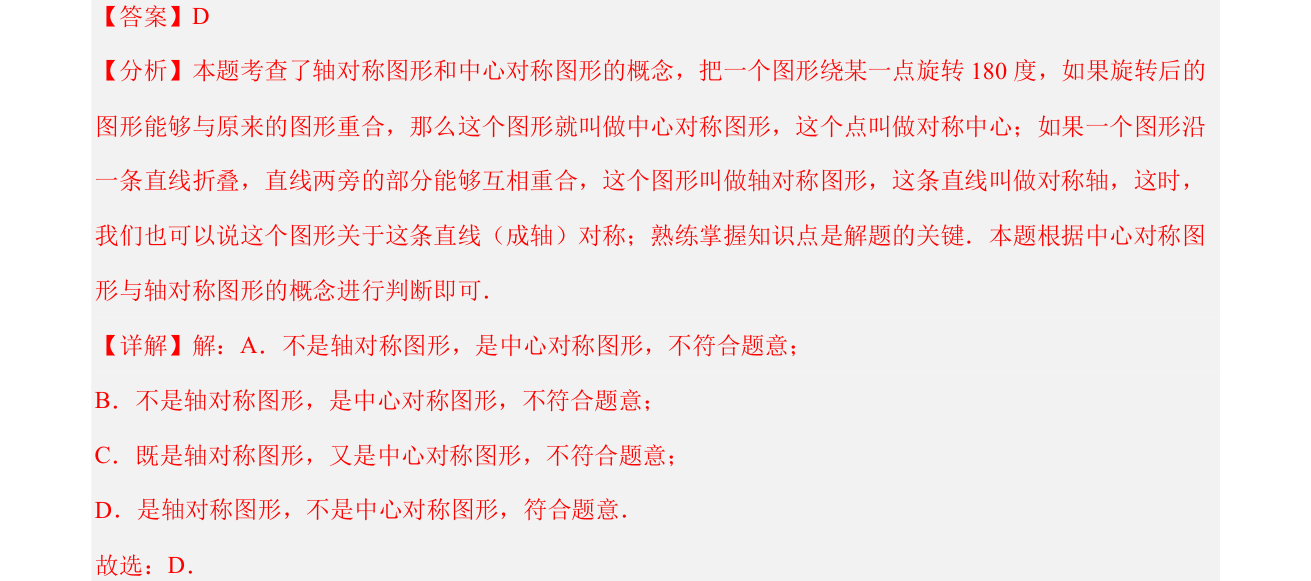 【答案】D
【分析】本题考查了轴对称图形和中心对称图形的概念，把一个图形绕某一点旋转 180 度，如果旋转后的
图形能够与原来的图形重合，那么这个图形就叫做中心对称图形，这个点叫做对称中心；如果一个图形沿
一条直线折叠，直线两旁的部分能够互相重合，这个图形叫做轴对称图形，这条直线叫做对称轴，这时，
我们也可以说这个图形关于这条直线（成轴）对称；熟练掌握知识点是解题的关键．本题根据中心对称图
形与轴对称图形的概念进行判断即可．
【详解】解：A．不是轴对称图形，是中心对称图形，不符合题意；
B．不是轴对称图形，是中心对称图形，不符合题意；
C．既是轴对称图形，又是中心对称图形，不符合题意；
D．是轴对称图形，不是中心对称图形，符合题意．
故选：D．